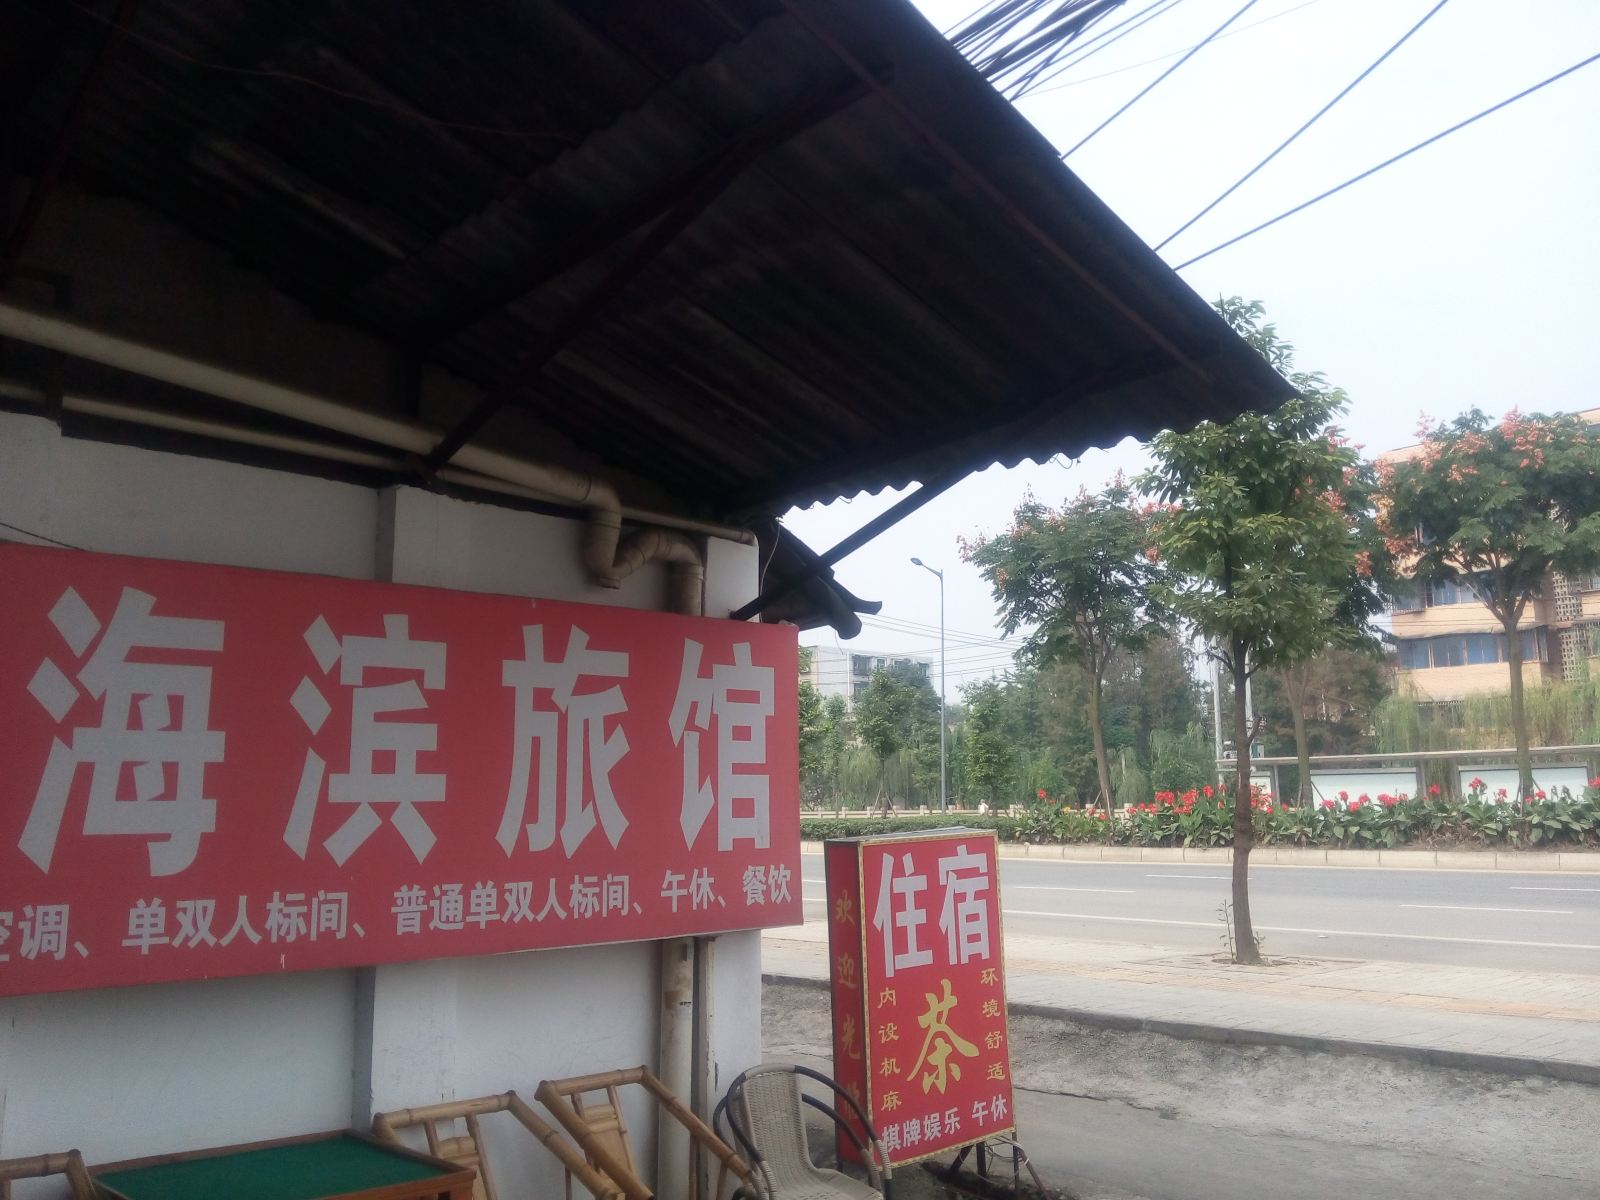 海滨旅馆
空调、单双人标间、普通单双人标间、午休、餐饮
欢迎光临
住宿
茶
环境舒适
内设机麻
棋牌娱乐 午休